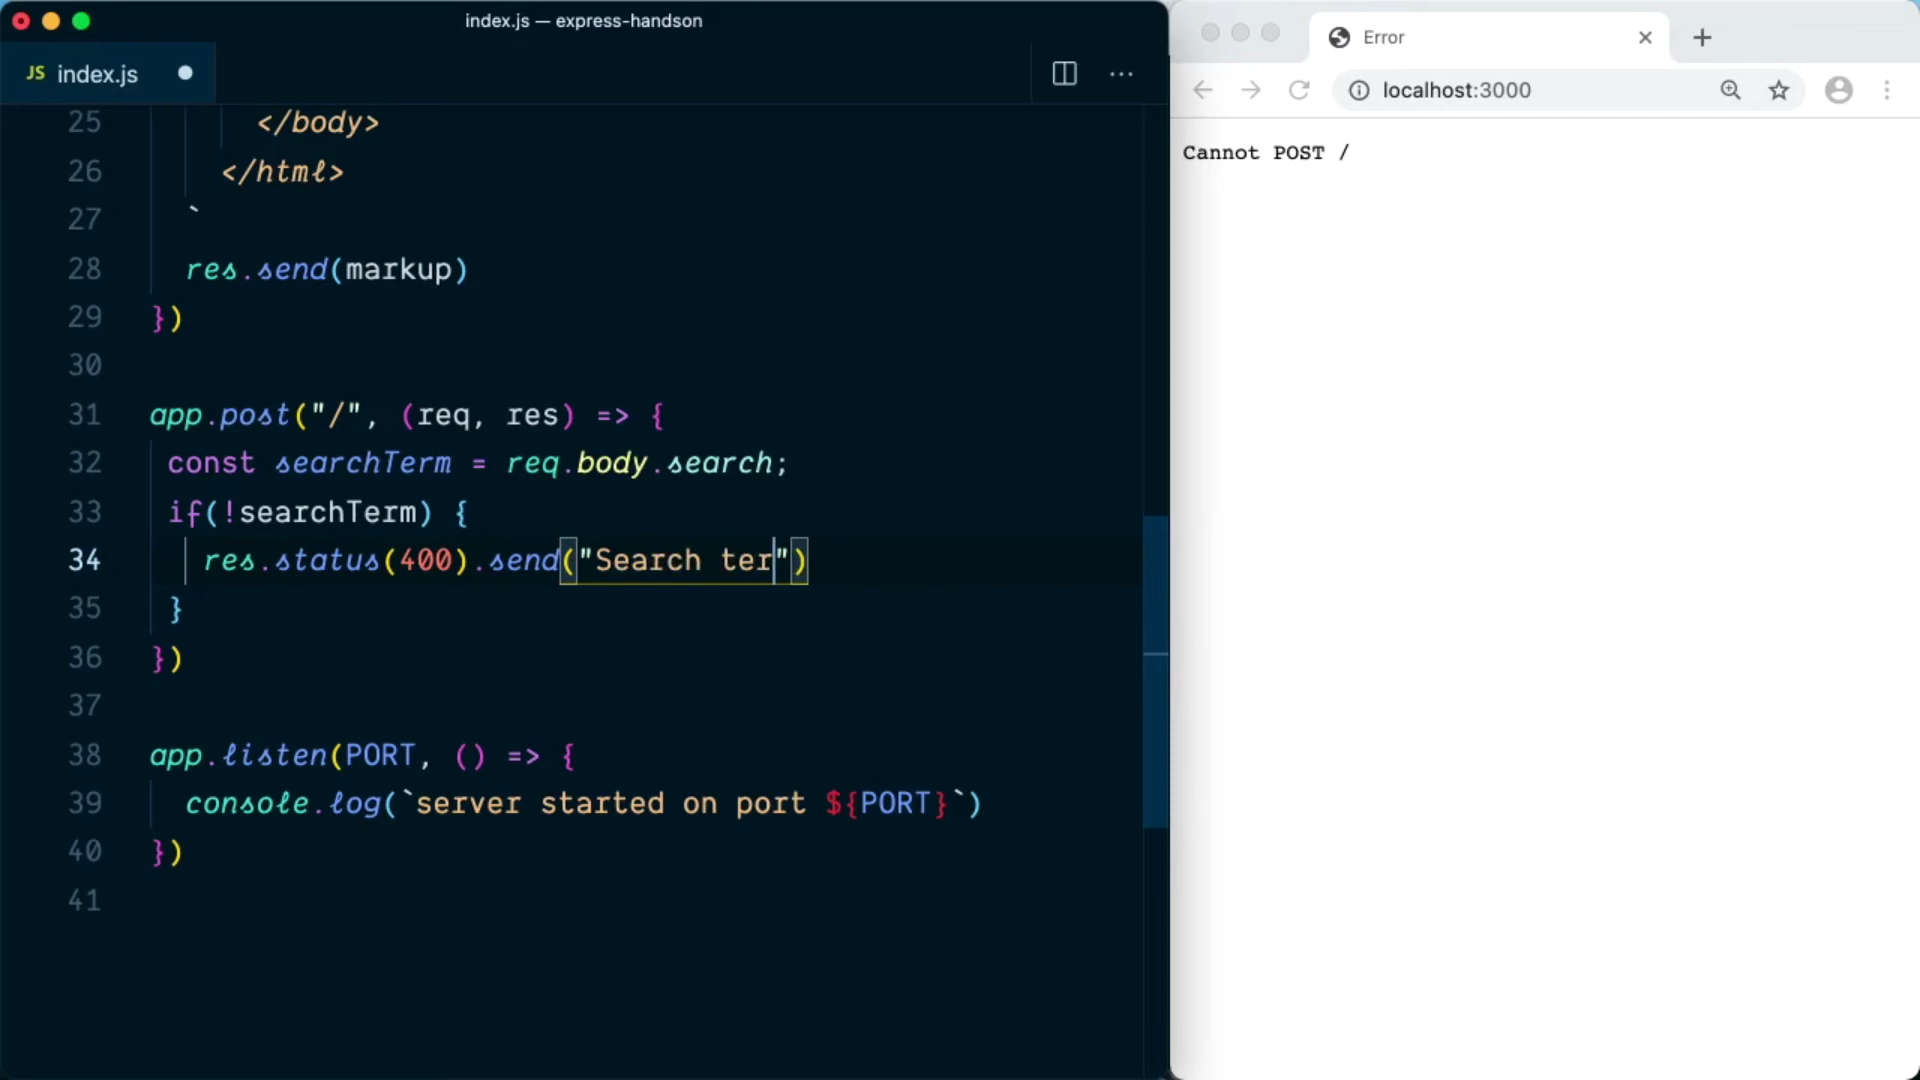 index.js — express-handson
JS index.js
25 </body>
26 </html>
27 `
28 res.send(markup)
29 })
30
31 app.post("/", (req, res) => {
32 const searchTerm = req.body.search;
33 if(!searchTerm) {
34 res.status(400).send("Search ter")
35 }
36 })
37
38 app.listen(PORT, () => {
39 console.log(`server started on port ${PORT}`)
40 })
41
Error
localhost:3000
Cannot POST /